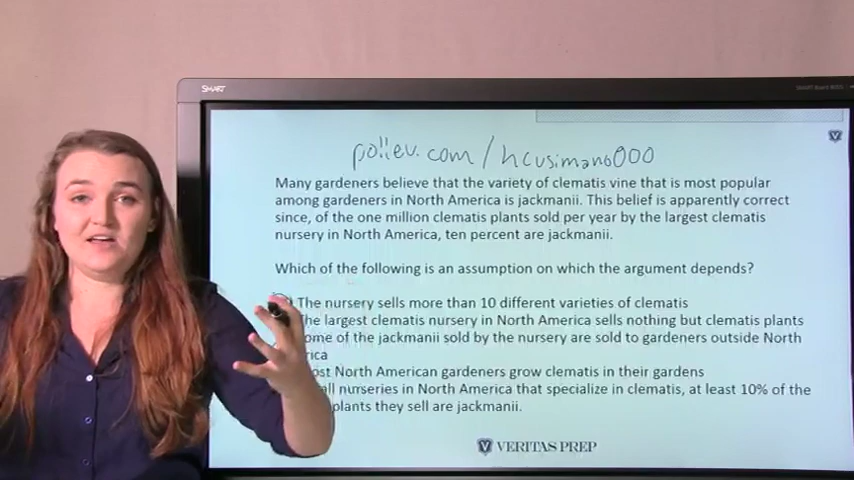 SMART
pollev.com/hcusimano000
Many gardeners believe that the variety of clematis vine that is most popular
among gardeners in North America is jackmanii. This belief is apparently correct
since, of the one million clematis plants sold per year by the largest clematis
nursery in North America, ten percent are jackmanii.
Which of the following is an assumption on which the argument depends?
The nursery sells more than 10 different varieties of clematis
The largest clematis nursery in North America sells nothing but clematis plants
ome of the jackmanii sold by the nursery are sold to gardeners outside North
rica
ost North American gardeners grow clematis in their gardens
all nurseries in North America that specialize in clematis, at least 10% of the
plants they sell are jackmanii.
VERITAS PREP